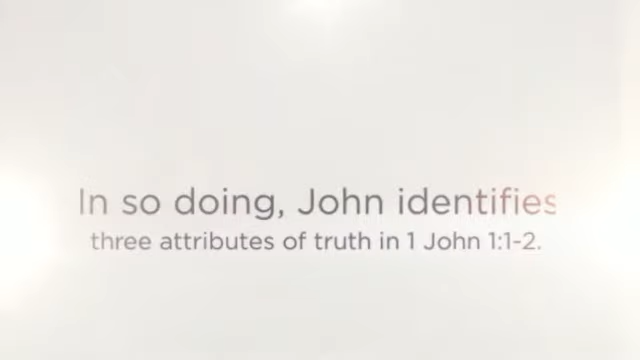 In so doing, John identifies
three attributes of truth in 1 John 1:1-2.